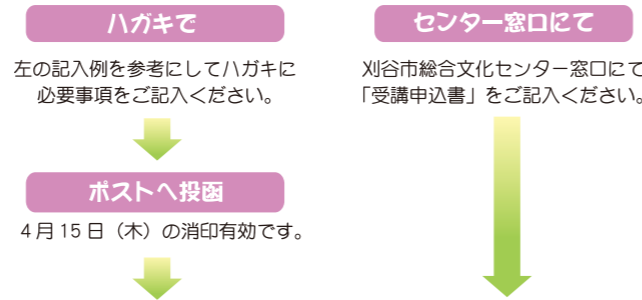 ハガキで
左の記入例を参考にしてハガキに
必要事項をご記入ください。
ポストへ投函
4月15日（木）の消印有効です。
センター窓口にて
刈谷市総合文化センター窓口にて
「受講申込書」をご記入ください。